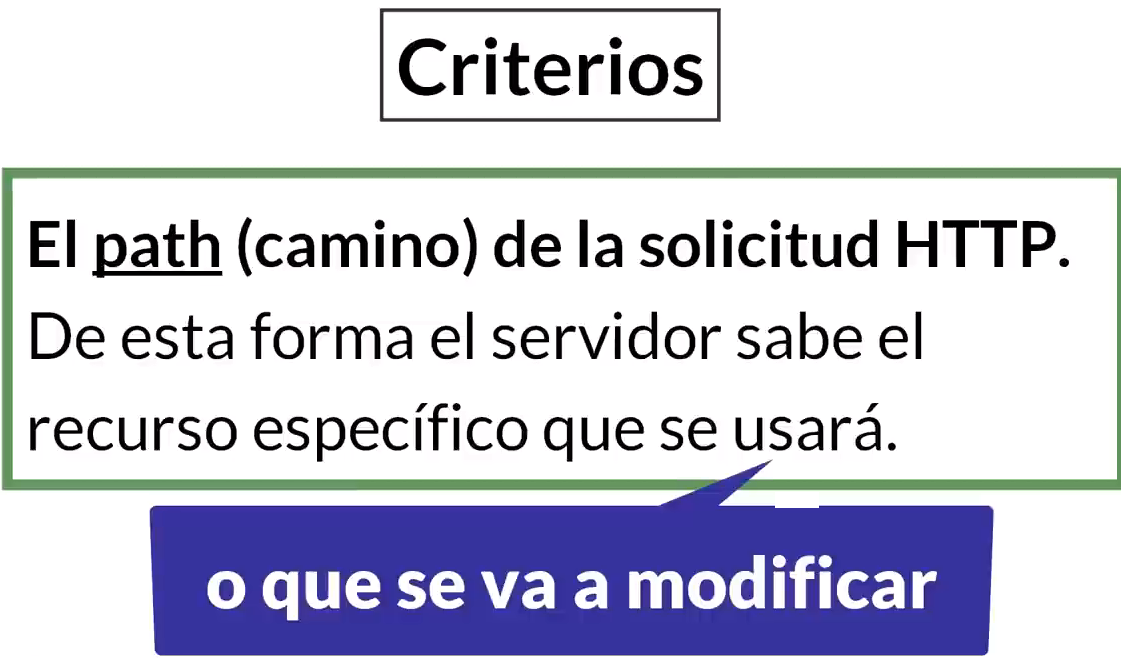 Criterios
El path (camino) de la solicitud HTTP.
De esta forma el servidor sabe el
recurso específico que se usará.
o que se va a modificar